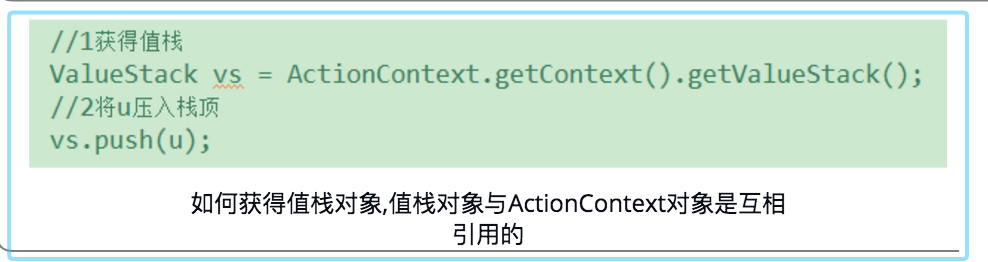 //1获得值栈
ValueStack vs = ActionContext.getContext().getValueStack();
//2将u压入栈顶
vs.push(u);
如何获得值栈对象,值栈对象与ActionContext对象是互相
引用的